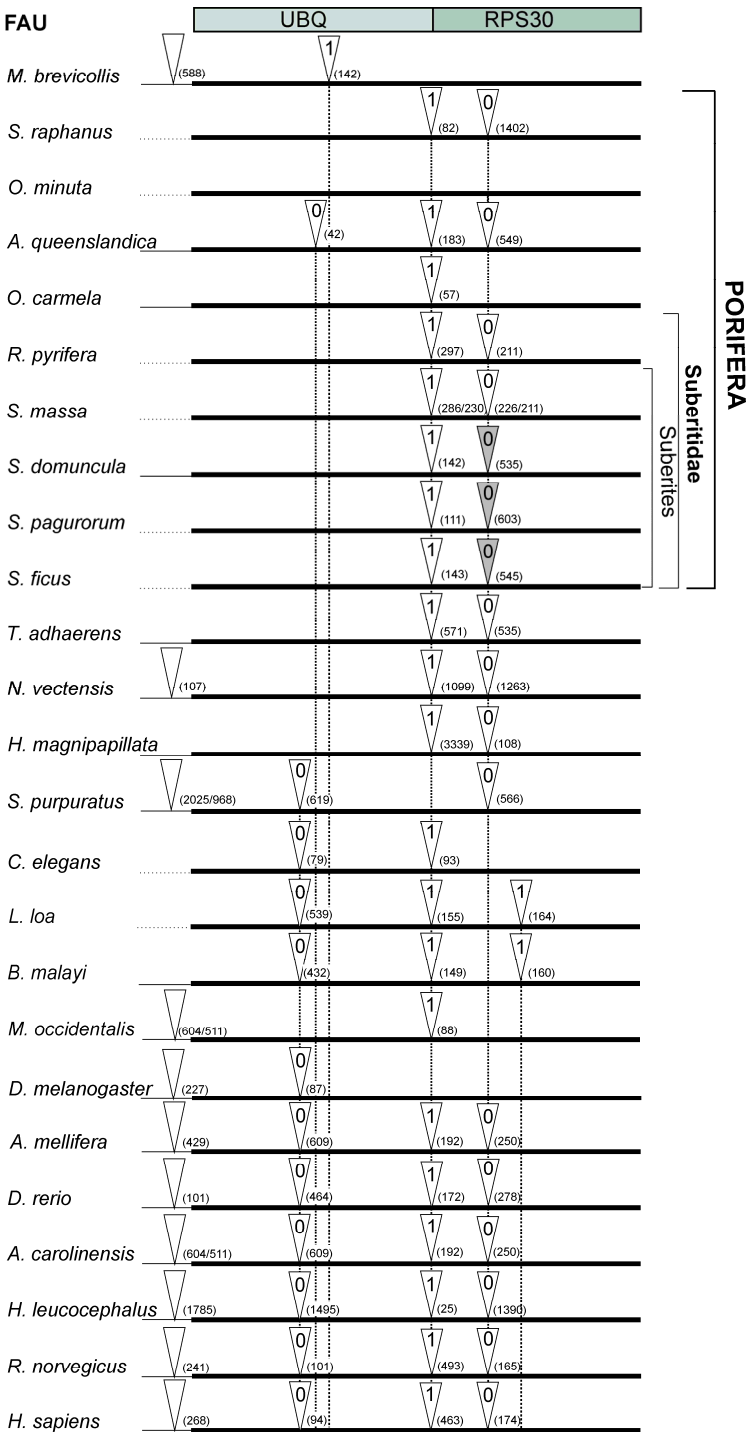 FAU UBQ RPS30
M. brevicollis (588) 1 (142)
S. raphanus 1 (82) 0 (1402)
O. minuta
A. queenslandica 0 (42) 1 (183) 0 (549)
O. carmela 1 (57)
R. pyrifera 1 (297) 0 (211)
S. massa 1 (286/230) 0 (226/211)
S. domuncula 1 (142) 0 (535)
S. pagurorum 1 (111) 0 (603)
S. ficus 1 (143) 0 (545)
T. adhaerens 1 (571) 0 (535)
N. vectensis (107) 1 (1099) 0 (1263)
H. magnipapillata 1 (3339) 0 (108)
S. purpuratus (2025/968) 0 (619) 0 (566)
C. elegans 0 (79) 1 (93)
L. loa 0 (539) 1 (155) 1 (164)
B. malayi 0 (432) 1 (149) 1 (160)
M. occidentalis (604/511) 1 (88)
D. melanogaster (227) 0 (87)
A. mellifera (429) 0 (609) 1 (192) 0 (250)
D. rerio (101) 0 (464) 1 (172) 0 (278)
A. carolinensis (604/511) 0 (609) 1 (192) 0 (250)
H. leucocephalus (1785) 0 (1495) 1 (25) 0 (1390)
R. norvegicus (241) 0 (101) 1 (493) 0 (165)
H. sapiens (268) 0 (94) 1 (463) 0 (174)
Suberites
Suberitidae
PORIFERA